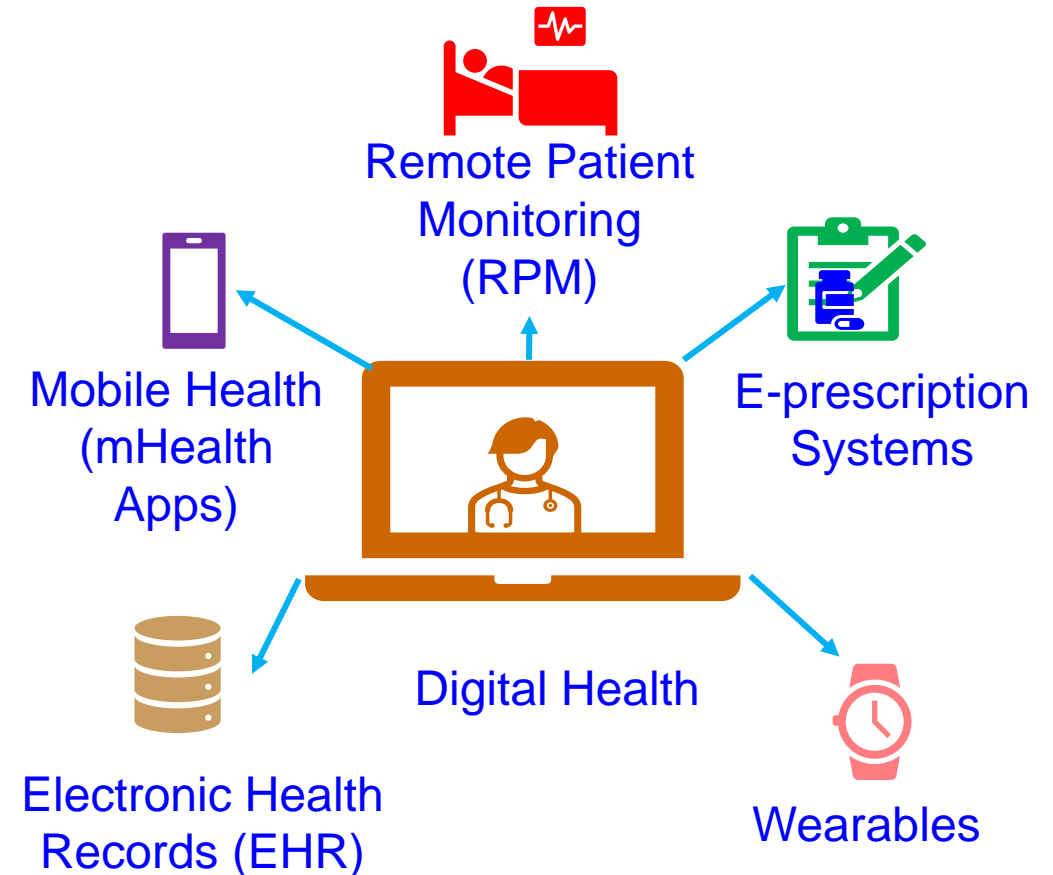 Remote Patient
Monitoring
(RPM)
Mobile Health
(mHealth
Apps)
E-prescription
Systems
Digital Health
Electronic Health
Records (EHR)
Wearables